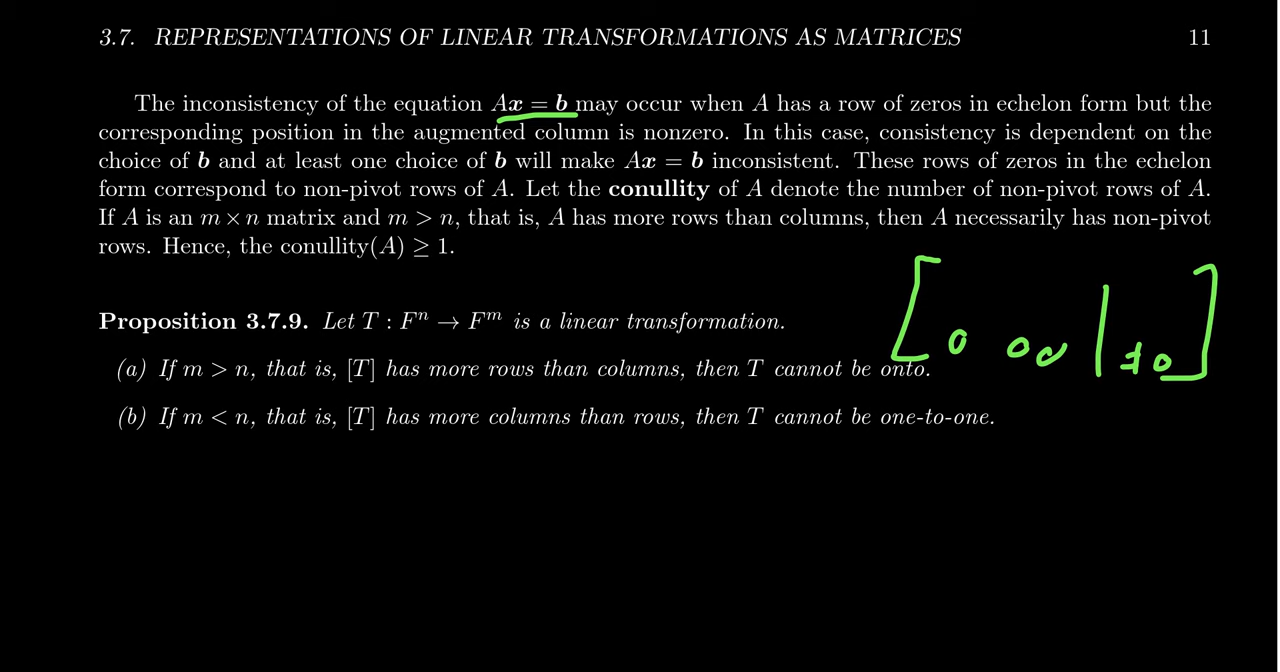 3.7. REPRESENTATIONS OF LINEAR TRANSFORMATIONS AS MATRICES 11
The inconsistency of the equation Ax = b may occur when A has a row of zeros in echelon form but the
corresponding position in the augmented column is nonzero. In this case, consistency is dependent on the
choice of b and at least one choice of b will make Ax = b inconsistent. These rows of zeros in the echelon
form correspond to non-pivot rows of A. Let the conullity of A denote the number of non-pivot rows of A.
If A is an m × n matrix and m > n, that is, A has more rows than columns, then A necessarily has non-pivot
rows. Hence, the conullity(A) ≥ 1.
Proposition 3.7.9. Let T : Fⁿ → Fᵐ is a linear transformation.
[ 0 0 0 | ≠ 0 ]
(a) If m > n, that is, [T] has more rows than columns, then T cannot be onto.
(b) If m < n, that is, [T] has more columns than rows, then T cannot be one-to-one.